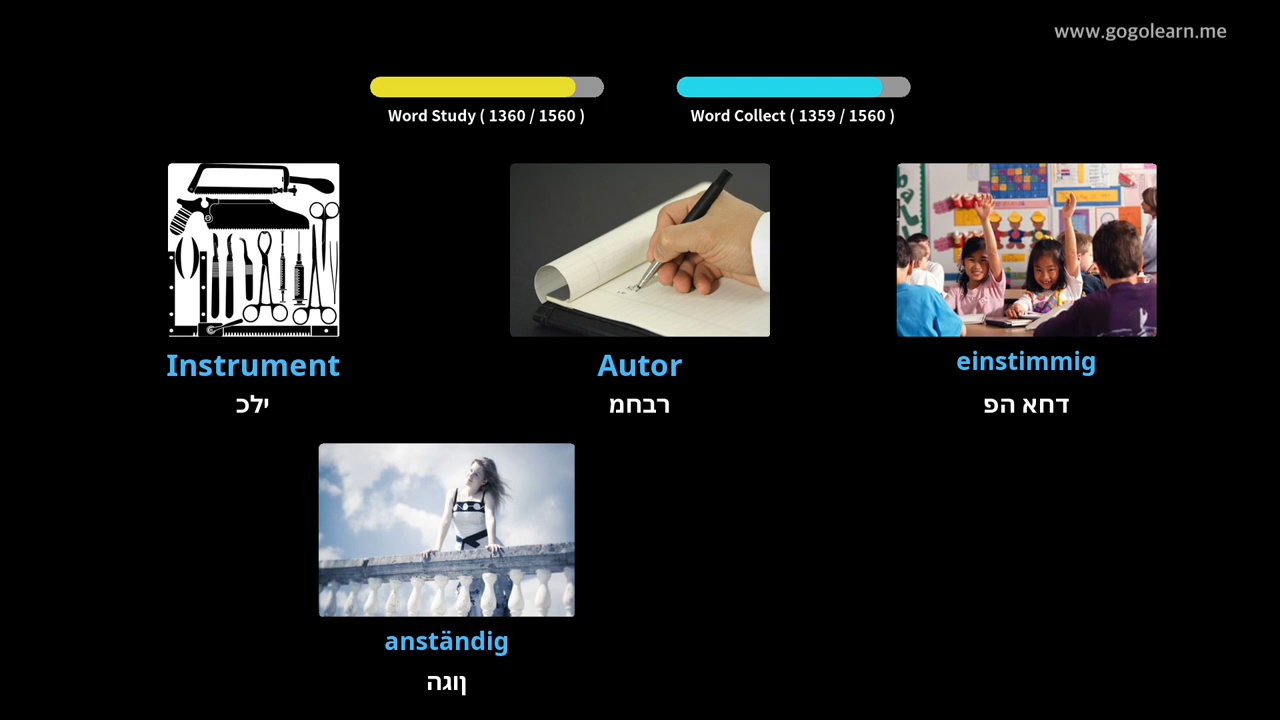 www.gogolearn.me
Word Study ( 1360 / 1560 )
Word Collect ( 1359 / 1560 )
Instrument
ילכ
Autor
רבחמ
einstimmig
דחא הפ
anständig
ןוגה